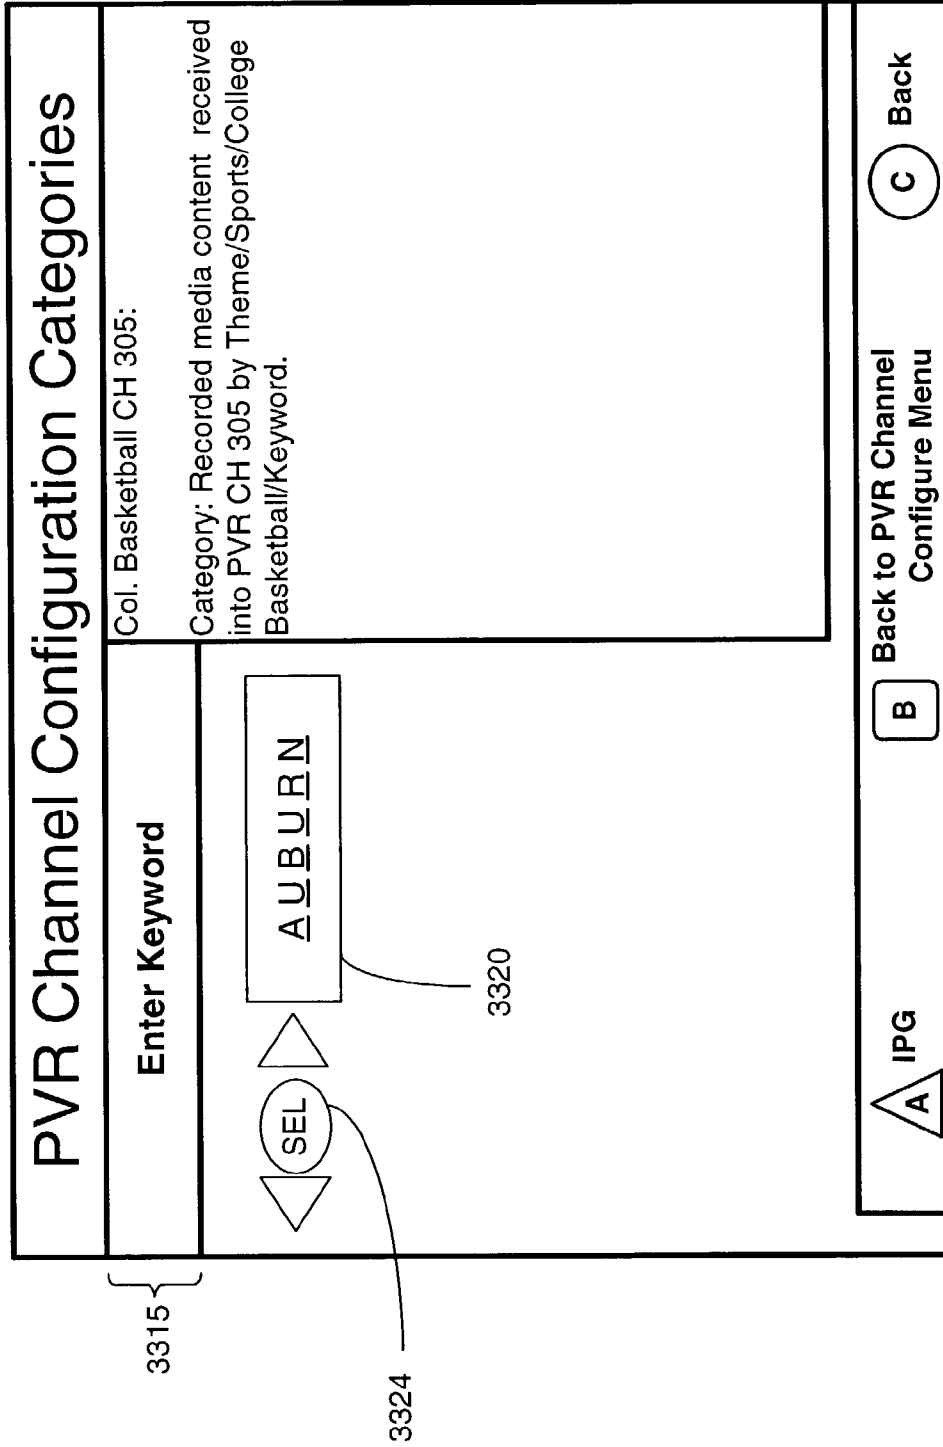 PVR Channel Configuration Categories
3315
Enter Keyword
Col. Basketball CH 305:
Category: Recorded media content received
into PVR CH 305 by Theme/Sports/College
Basketball/Keyword.
SEL
AUBURN
3324
3320
A IPG
B Back to PVR Channel
Configure Menu
C Back